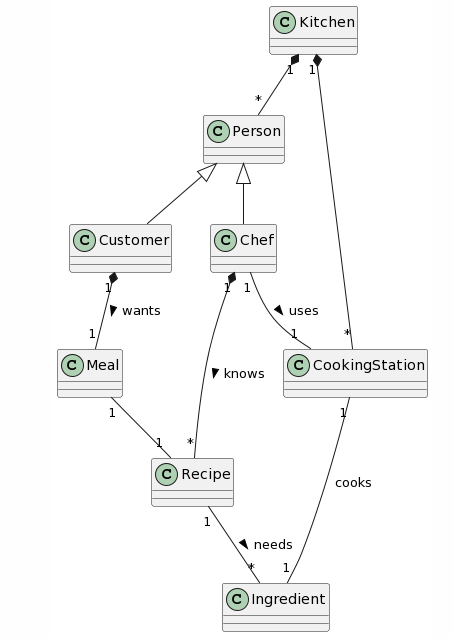 C Kitchen
1 1
*
C Person
C Customer
C Chef
1 1 1
wants
uses
1 1 *
C Meal
C CookingStation
knows
1 1
1 *
C Recipe
cooks
1
needs
* 1
C Ingredient